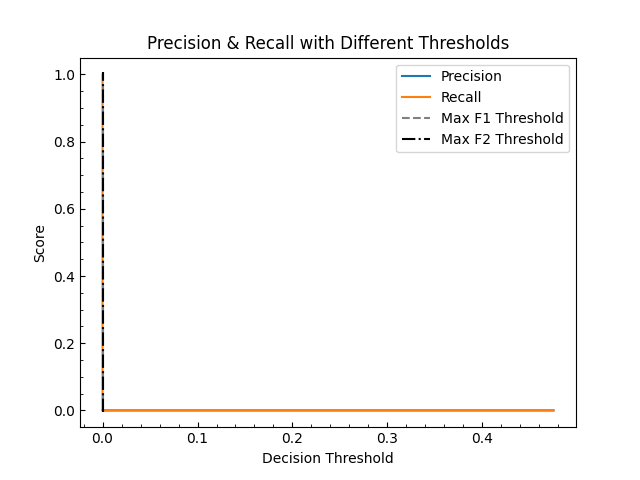 Precision & Recall with Different Thresholds
Precision
Recall
Max F1 Threshold
Max F2 Threshold
Score
1.0
0.8
0.6
0.4
0.2
0.0
0.0 0.1 0.2 0.3 0.4
Decision Threshold